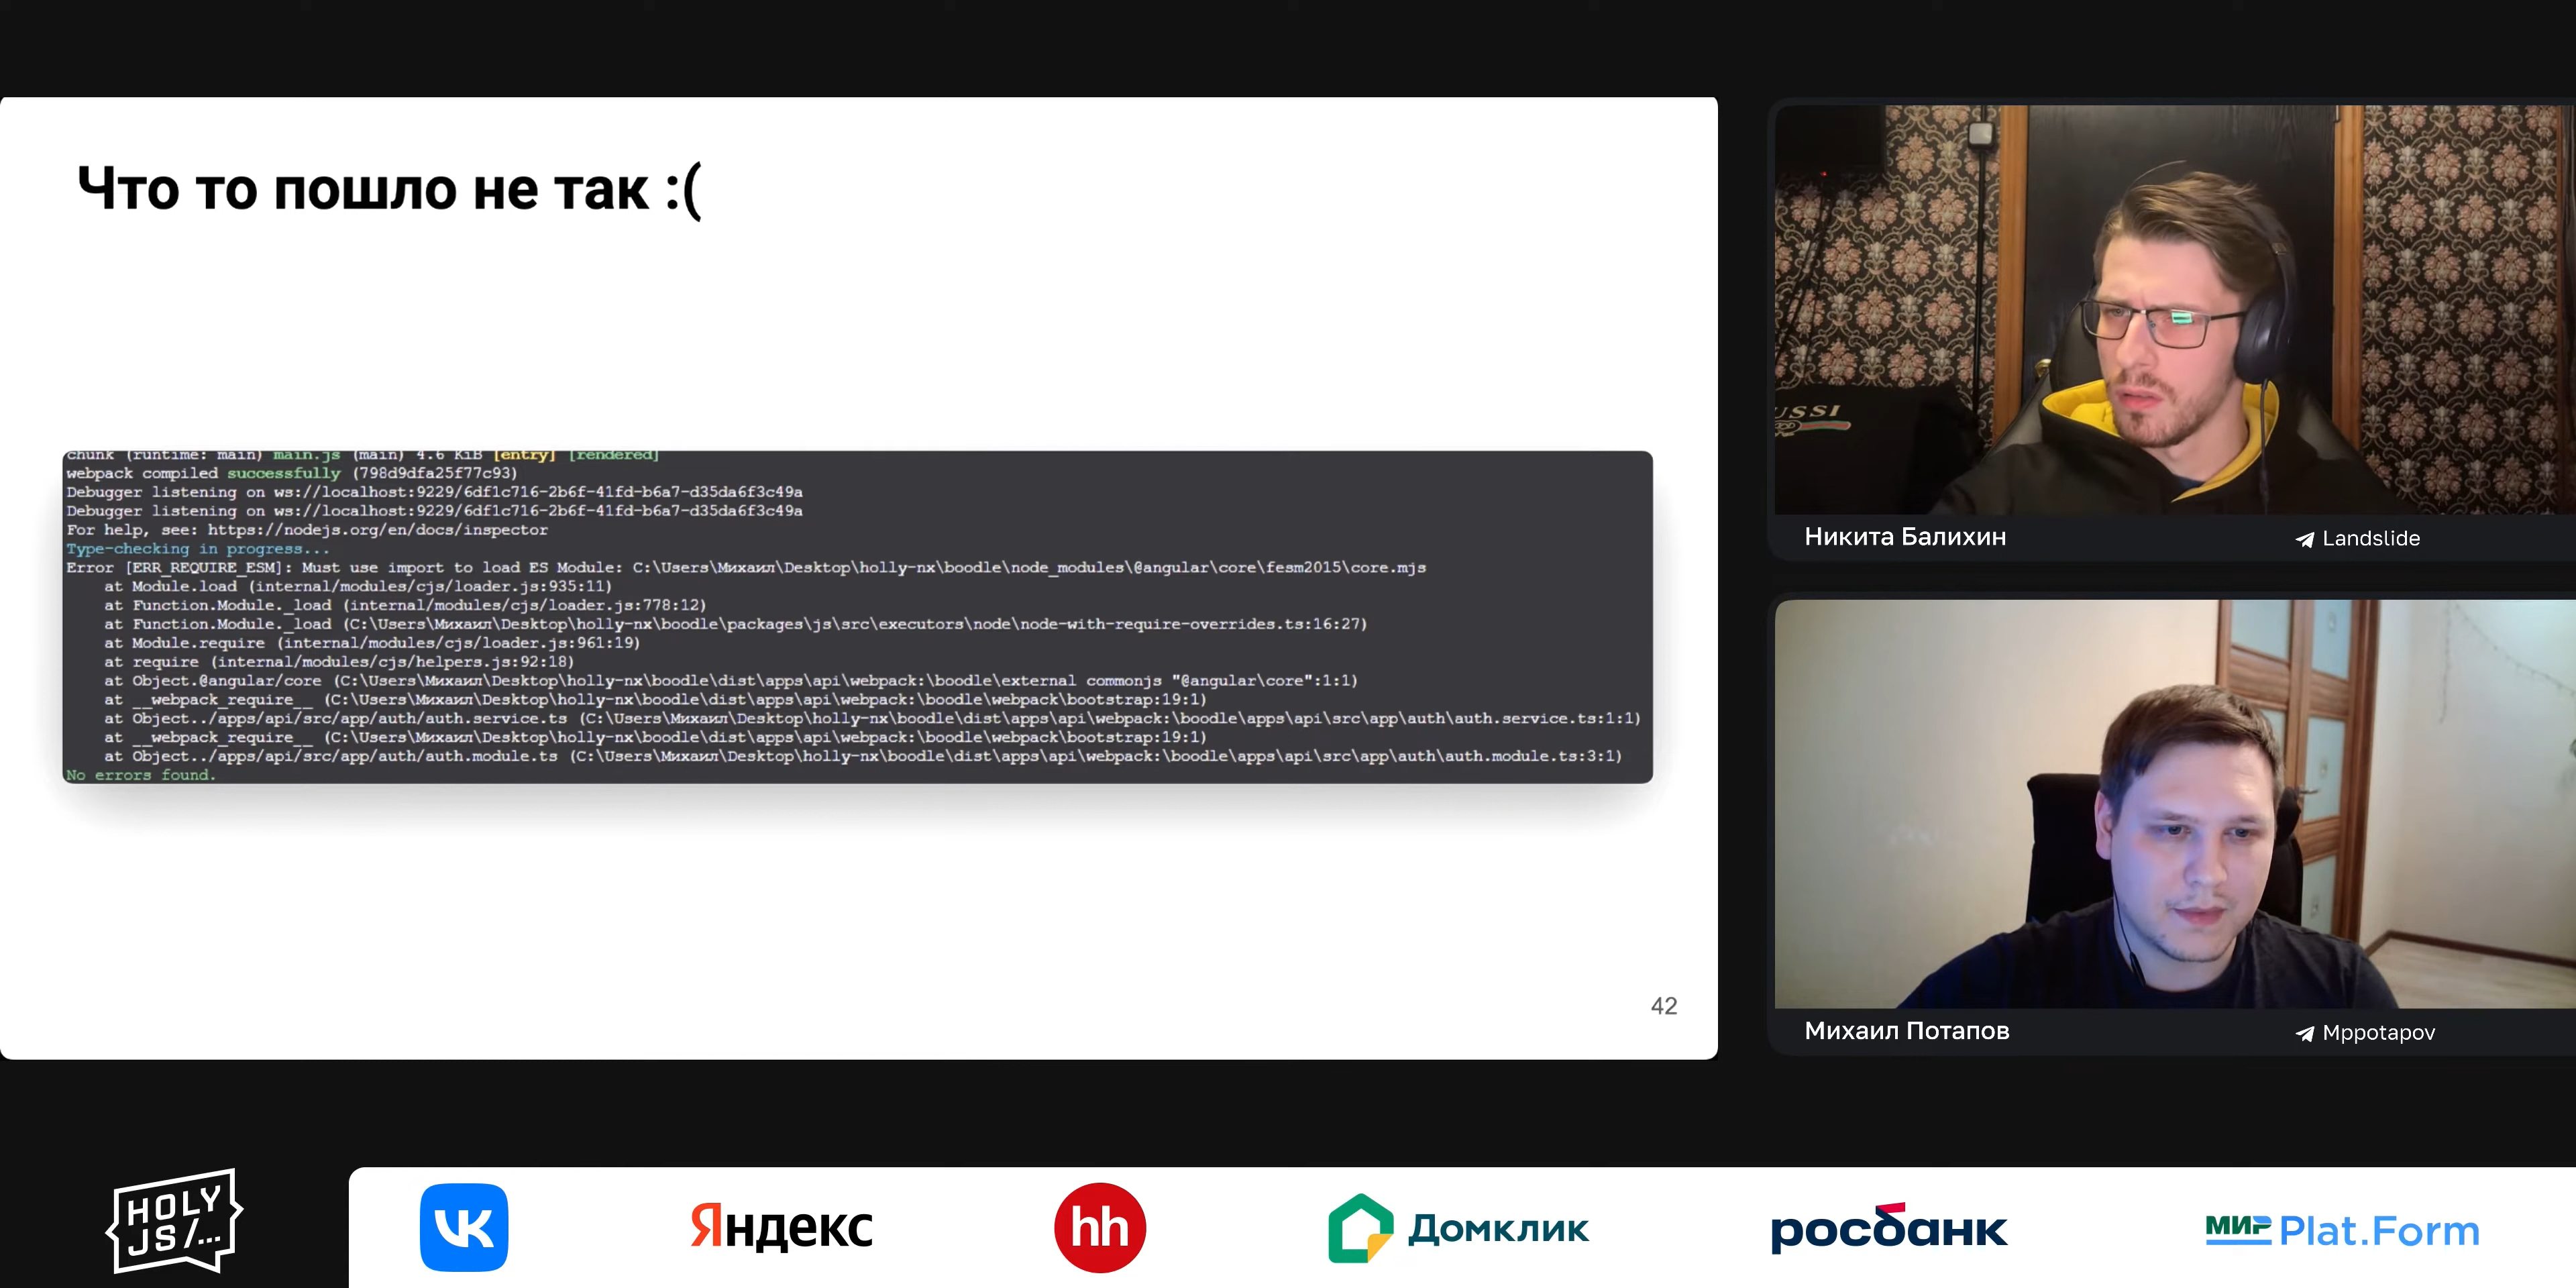 Что то пошло не так :(
chunk (runtime: main) main.js (main) 4.6 KiB [entry] [rendered]
webpack compiled successfully (798d9dfa25f77c93)
Debugger listening on ws://localhost:9229/6df1c716-2b6f-41fd-b6a7-d35da6f3c49a
Debugger listening on ws://localhost:9229/6df1c716-2b6f-41fd-b6a7-d35da6f3c49a
For help, see: https://nodejs.org/en/docs/inspector
Type-checking in progress...
Error [ERR_REQUIRE_ESM]: Must use import to load ES Module: C:\Users\Михаил\Desktop\holly-nx\boodle\node_modules\@angular\core\fesm2015\core.mjs
at Module.load (internal/modules/cjs/loader.js:935:11)
at Function.Module._load (internal/modules/cjs/loader.js:778:12)
at Function.Module._load (C:\Users\Михаил\Desktop\holly-nx\boodle\packages\js\src\executors\node\node-with-require-overrides.ts:16:27)
at Module.require (internal/modules/cjs/loader.js:961:19)
at require (internal/modules/cjs/helpers.js:92:18)
at Object.@angular/core (C:\Users\Михаил\Desktop\holly-nx\boodle\dist\apps\api\webpack:\boodle\external commonjs "@angular\core":1:1)
at __webpack_require__ (C:\Users\Михаил\Desktop\holly-nx\boodle\dist\apps\api\webpack:\boodle\webpack\bootstrap:19:1)
at Object../apps/api/src/app/auth/auth.service.ts (C:\Users\Михаил\Desktop\holly-nx\boodle\dist\apps\api\webpack:\boodle\apps\api\src\app\auth\auth.service.ts:1:1)
at __webpack_require__ (C:\Users\Михаил\Desktop\holly-nx\boodle\dist\apps\api\webpack:\boodle\webpack\bootstrap:19:1)
at Object../apps/api/src/app/auth/auth.module.ts (C:\Users\Михаил\Desktop\holly-nx\boodle\dist\apps\api\webpack:\boodle\apps\api\src\app\auth\auth.module.ts:3:1)
No errors found.
42
USSI
Никита Балихин
Landslide
Михаил Потапов
Mppotapov
HOLY
JS/...
VK
Яндекс
hh
Домклик
росбанк
МИР Plat.Form